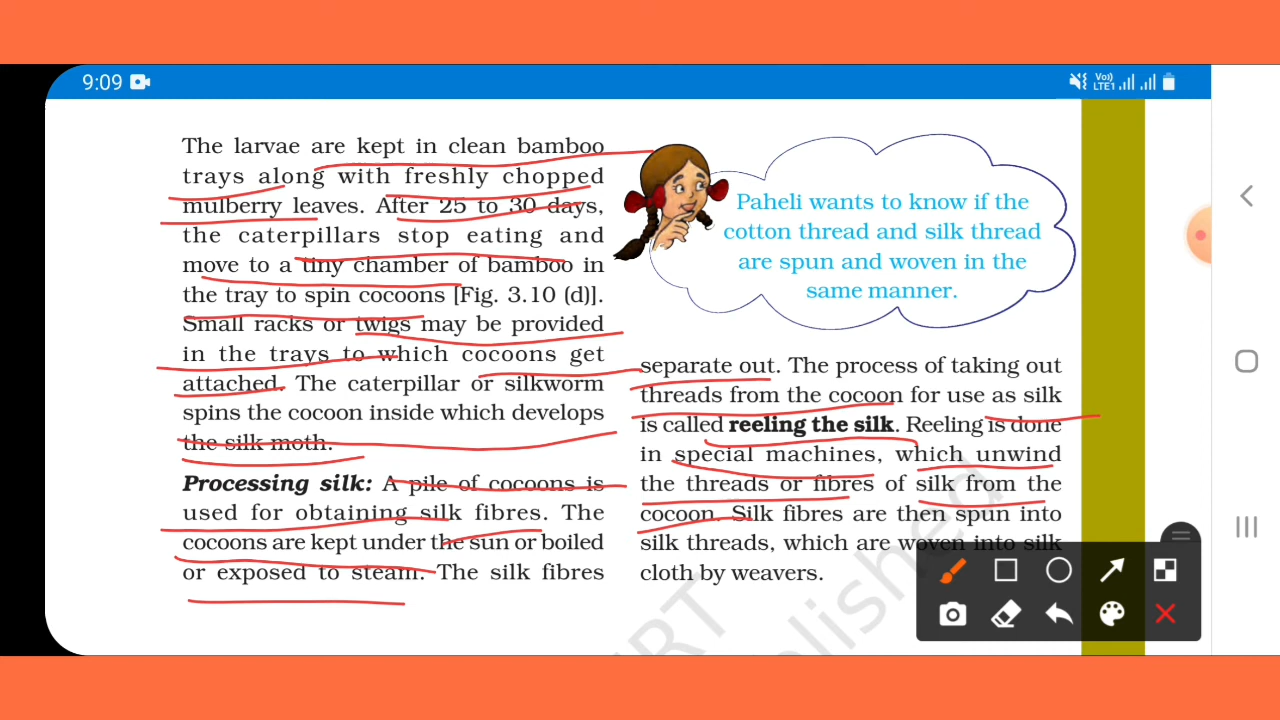 9:09
Vo))
LTE1
The larvae are kept in clean bamboo
trays along with freshly chopped
mulberry leaves. After 25 to 30 days,
the caterpillars stop eating and
move to a tiny chamber of bamboo in
the tray to spin cocoons [Fig. 3.10 (d)].
Small racks or twigs may be provided
in the trays to which cocoons get
attached. The caterpillar or silkworm
spins the cocoon inside which develops
the silk moth.
Processing silk: A pile of cocoons is
used for obtaining silk fibres. The
cocoons are kept under the sun or boiled
or exposed to steam. The silk fibres
Paheli wants to know if the
cotton thread and silk thread
are spun and woven in the
same manner.
separate out. The process of taking out
threads from the cocoon for use as silk
is called reeling the silk. Reeling is done
in special machines, which unwind
the threads or fibres of silk from the
cocoon. Silk fibres are then spun into
silk threads, which are woven into silk
cloth by weavers.